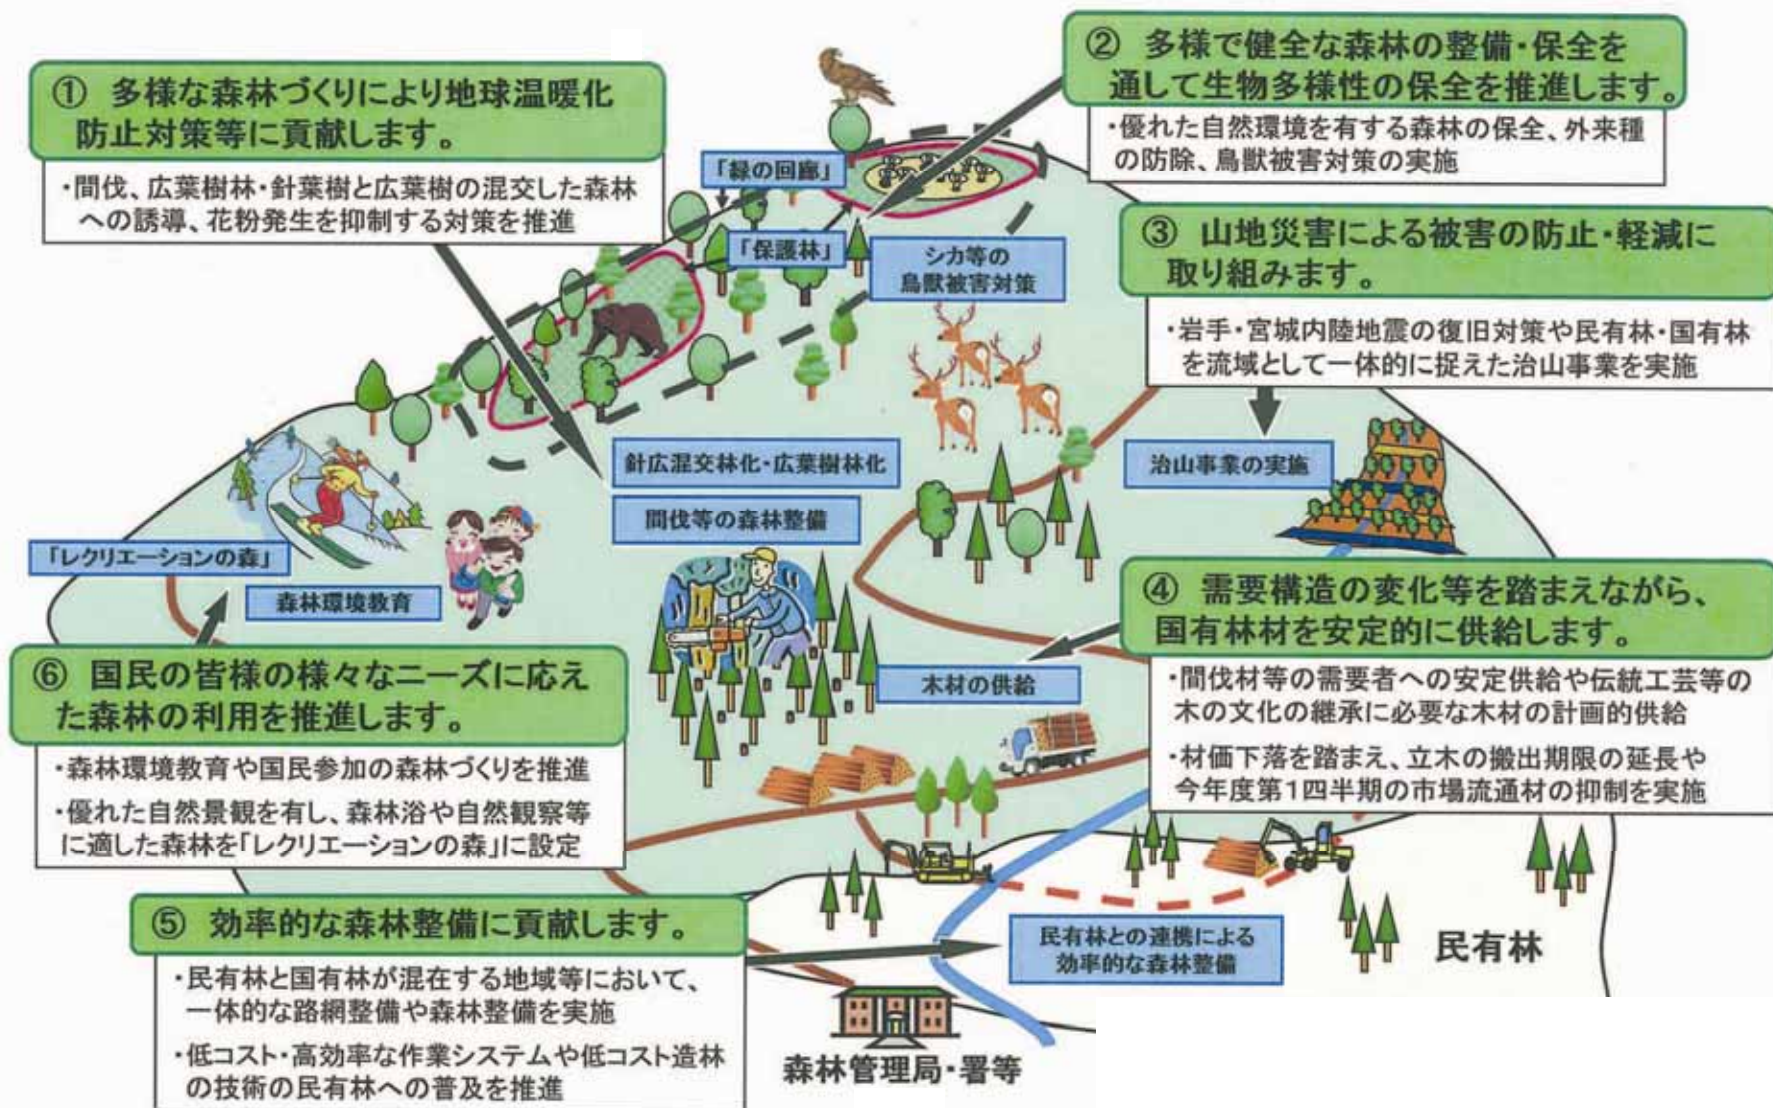 ① 多様な森林づくりにより地球温暖化
防止対策等に貢献します。
・間伐、広葉樹林・針葉樹と広葉樹の混交した森林
への誘導、花粉発生を抑制する対策を推進
② 多様で健全な森林の整備・保全を
通して生物多様性の保全を推進します。
・優れた自然環境を有する森林の保全、外来種
の防除、鳥獣被害対策の実施
「緑の回廊」
「保護林」
シカ等の
鳥獣被害対策
③ 山地災害による被害の防止・軽減に
取り組みます。
・岩手・宮城内陸地震の復旧対策や民有林・国有林
を流域として一体的に捉えた治山事業を実施
針広混交林化・広葉樹林化
間伐等の森林整備
治山事業の実施
「レクリエーションの森」
森林環境教育
④ 需要構造の変化等を踏まえながら、
国有林材を安定的に供給します。
・間伐材等の需要者への安定供給や伝統工芸等の
木の文化の継承に必要な木材の計画的供給
・材価下落を踏まえ、立木の搬出期限の延長や
今年度第1四半期の市場流通材の抑制を実施
木材の供給
⑥ 国民の皆様の様々なニーズに応え
た森林の利用を推進します。
・森林環境教育や国民参加の森林づくりを推進
・優れた自然景観を有し、森林浴や自然観察等
に適した森林を「レクリエーションの森」に設定
⑤ 効率的な森林整備に貢献します。
・民有林と国有林が混在する地域等において、
一体的な路網整備や森林整備を実施
・低コスト・高効率な作業システムや低コスト造林
の技術の民有林への普及を推進
民有林との連携による
効率的な森林整備
民有林
森林管理局・署等